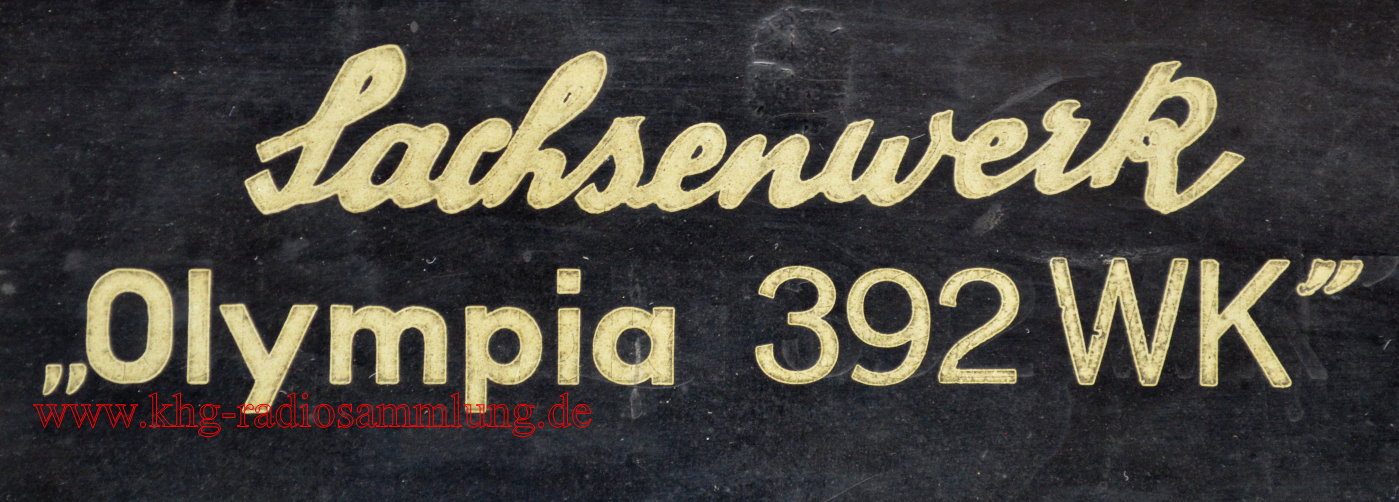 Sachsenwerk
„Olympia 392 WK”
www.khg-radiosammlung.de